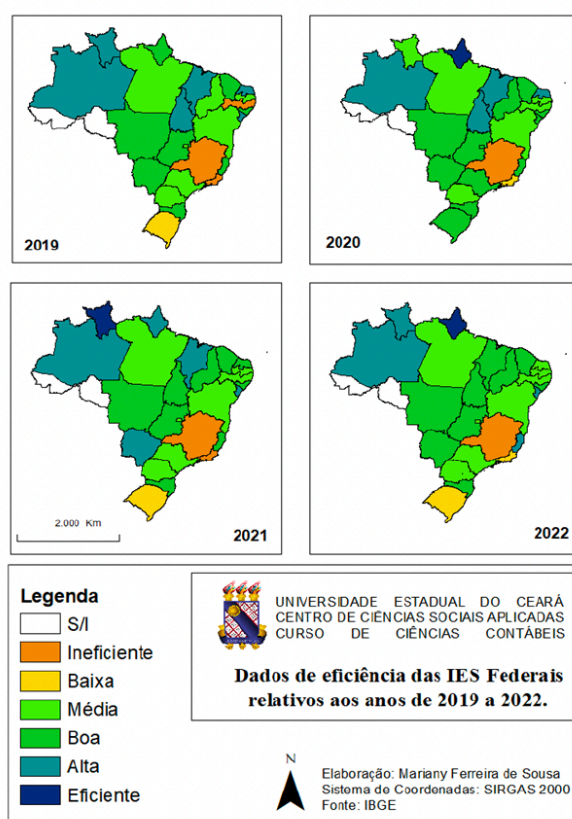 2019
2020
2021
2.000 Km
2022
Legenda
S/I
Ineficiente
Baixa
Média
Boa
Alta
Eficiente
UNIVERSIDADE ESTADUAL DO CEARÁ
CENTRO DE CIÊNCIAS SOCIAIS APLICADAS
CURSO DE CIÊNCIAS CONTÁBEIS
Dados de eficiência das IES Federais
relativos aos anos de 2019 a 2022.
N
Elaboração: Mariany Ferreira de Sousa
Sistema de Coordenadas: SIRGAS 2000
Fonte: IBGE